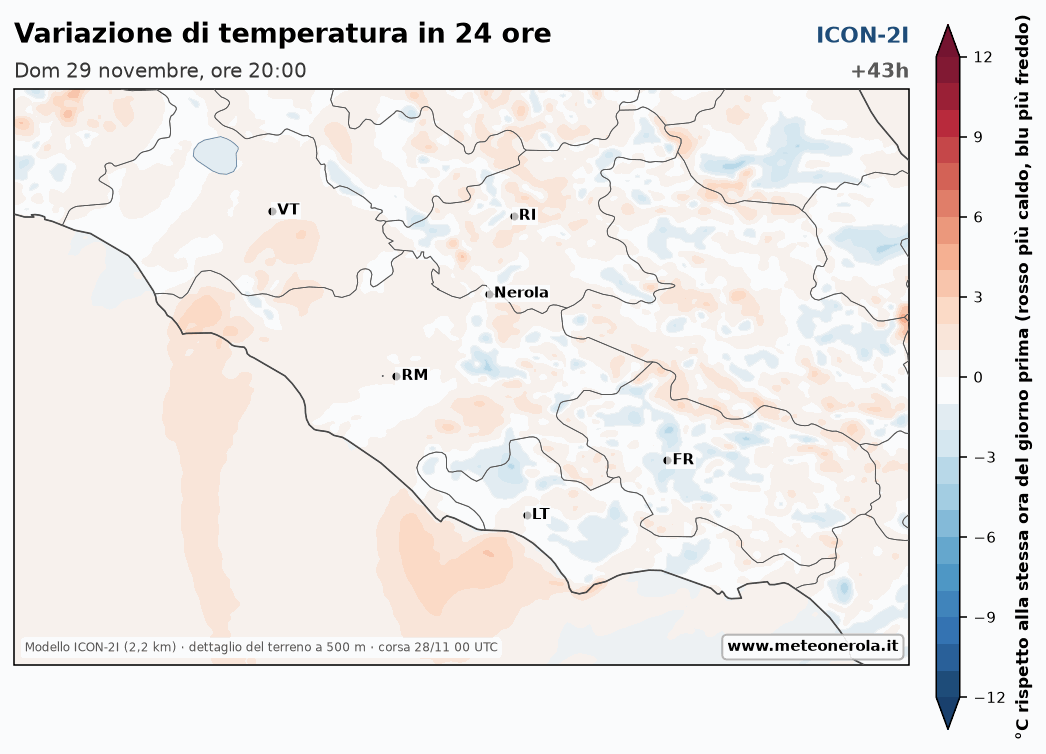 Variazione di temperatura in 24 ore
ICON-2I
Dom 29 novembre, ore 20:00
+43h
VT
RI
Nerola
RM
FR
LT
Modello ICON-2I (2,2 km) · dettaglio del terreno a 500 m · corsa 28/11 00 UTC
www.meteonerola.it
12
9
6
3
0
−3
−6
−9
−12
°C rispetto alla stessa ora del giorno prima (rosso più caldo, blu più freddo)